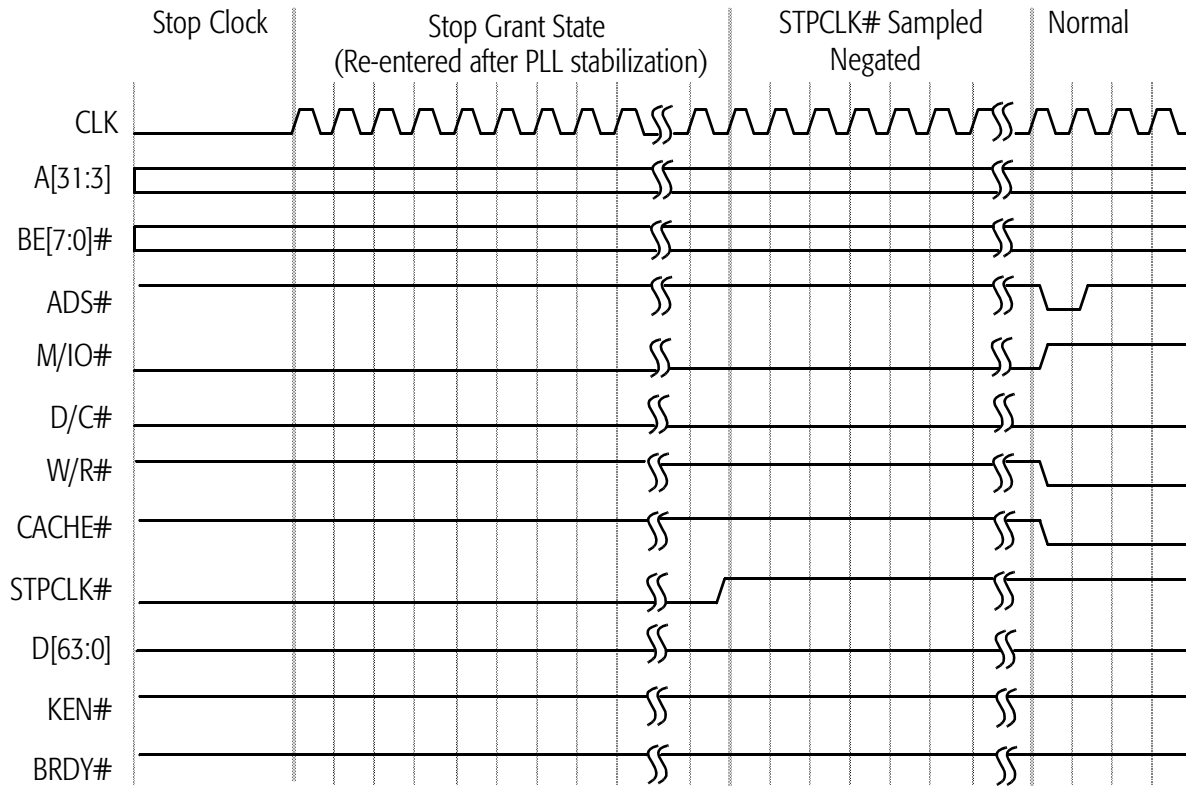 Stop Clock
Stop Grant State
(Re-entered after PLL stabilization)
STPCLK# Sampled
Negated
Normal
CLK
A[31:3]
BE[7:0]#
ADS#
M/IO#
D/C#
W/R#
CACHE#
STPCLK#
D[63:0]
KEN#
BRDY#